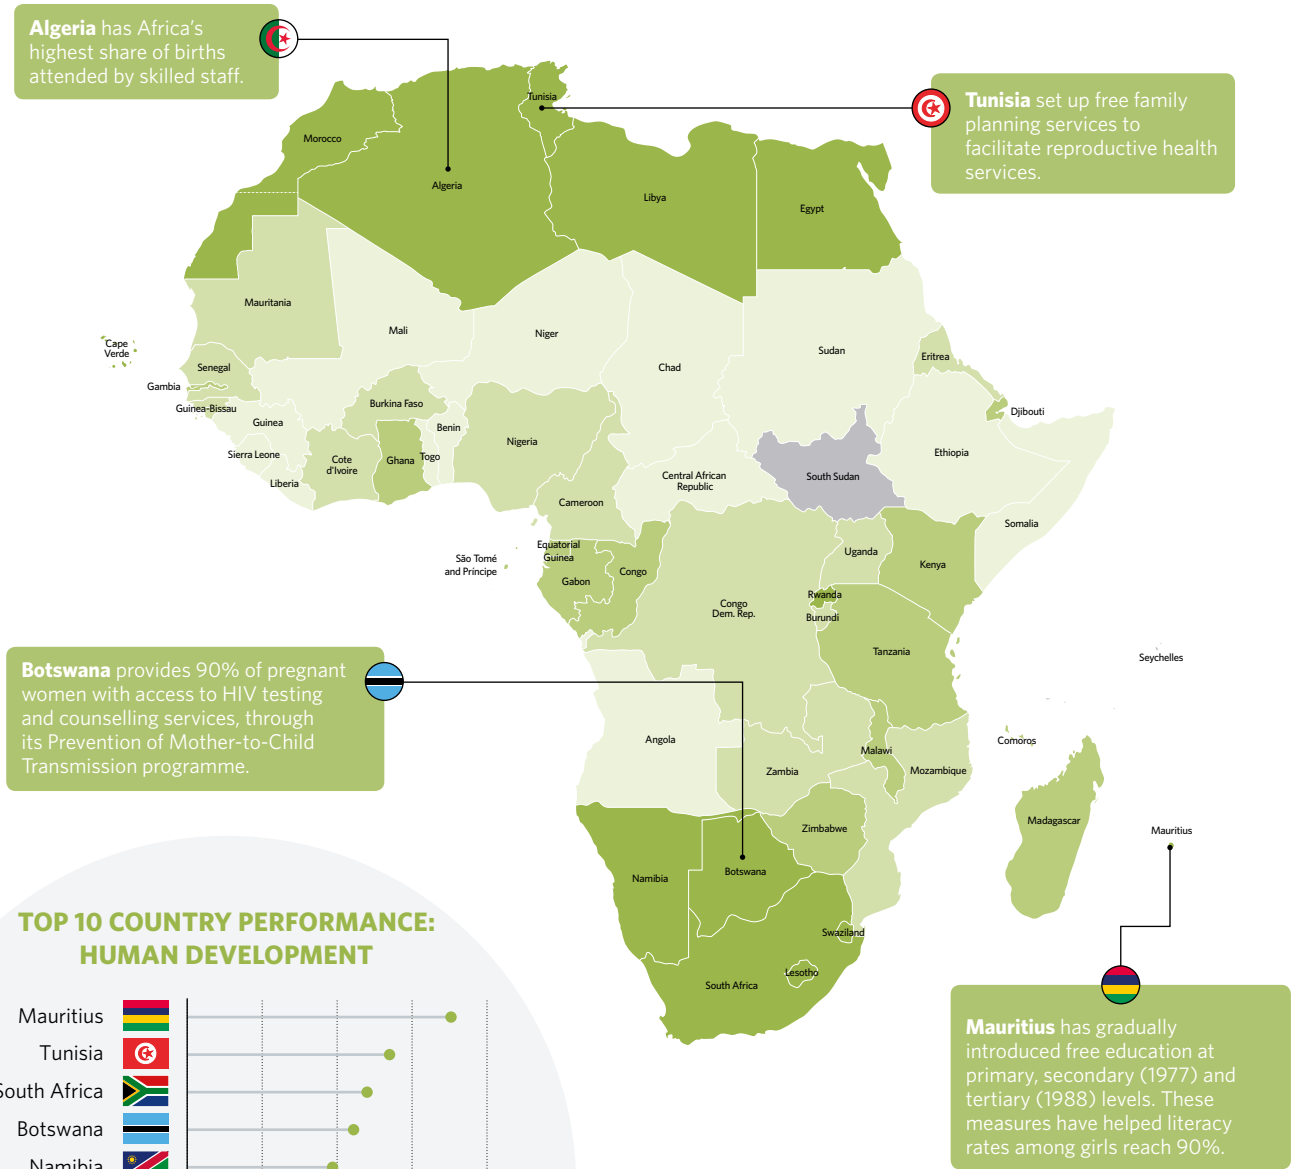 Algeria has Africa's
highest share of births
attended by skilled staff.
Tunisia set up free family
planning services to
facilitate reproductive health
services.
Tunisia
Morocco
Algeria
Libya
Egypt
Mauritania
Mali
Niger
Chad
Sudan
Eritrea
Cape
Verde
Senegal
Gambia
Guinea-Bissau
Guinea
Sierra Leone
Liberia
Burkina Faso
Cote
d'Ivoire
Ghana
Togo
Benin
Nigeria
Cameroon
Central African
Republic
South Sudan
Ethiopia
Djibouti
Somalia
São Tomé
and Príncipe
Equatorial
Guinea
Gabon
Congo
Congo
Dem. Rep.
Uganda
Kenya
Rwanda
Burundi
Tanzania
Seychelles
Comoros
Angola
Zambia
Malawi
Mozambique
Madagascar
Mauritius
Zimbabwe
Namibia
Botswana
Swaziland
Lesotho
South Africa
Botswana provides 90% of pregnant
women with access to HIV testing
and counselling services, through
its Prevention of Mother-to-Child
Transmission programme.
Mauritius has gradually
introduced free education at
primary, secondary (1977) and
tertiary (1988) levels. These
measures have helped literacy
rates among girls reach 90%.
TOP 10 COUNTRY PERFORMANCE:
HUMAN DEVELOPMENT
Mauritius
Tunisia
South Africa
Botswana
Namibia